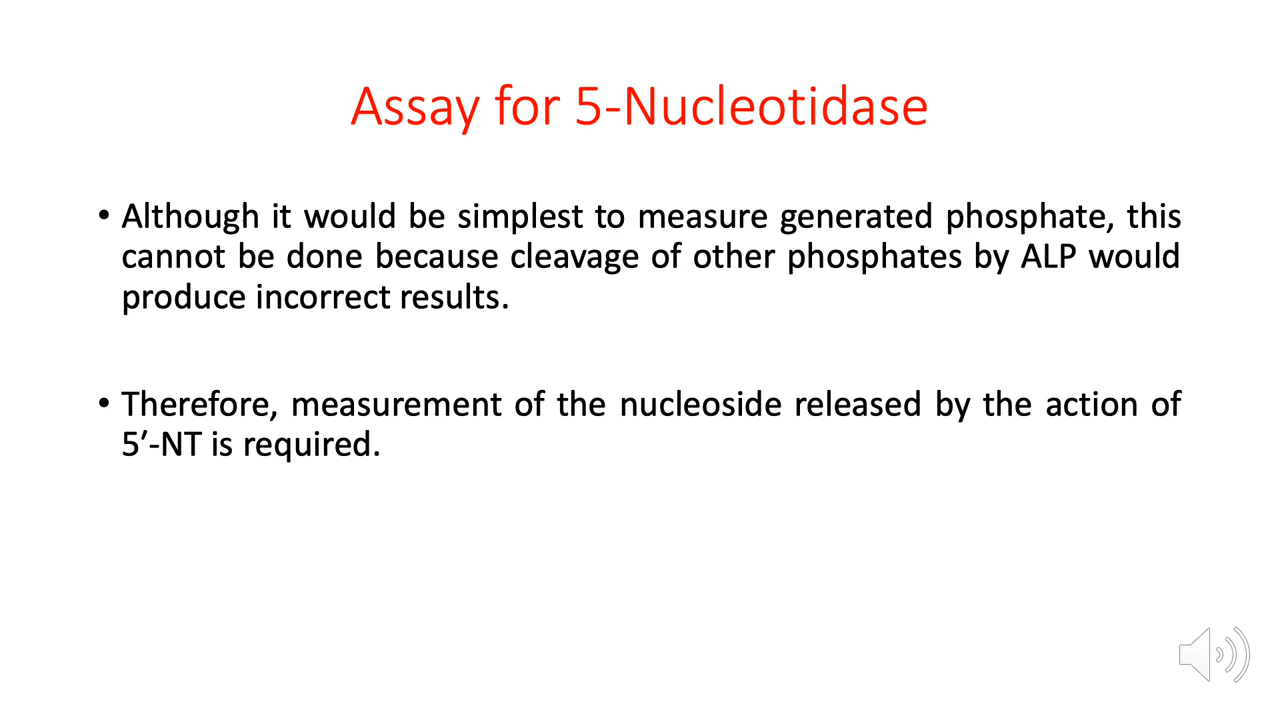 Assay for 5-Nucleotidase
• Although it would be simplest to measure generated phosphate, this
cannot be done because cleavage of other phosphates by ALP would
produce incorrect results.
• Therefore, measurement of the nucleoside released by the action of
5′-NT is required.